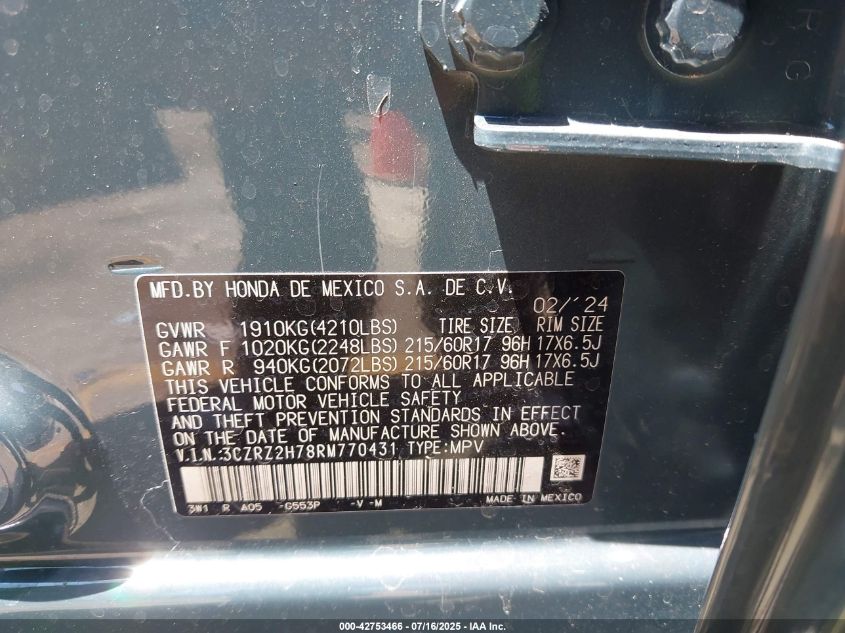 R G
MFD.BY HONDA DE MEXICO S.A. DE C.V.
02/'24
GVWR 1910KG(4210LBS) TIRE SIZE RIM SIZE
GAWR F 1020KG(2248LBS) 215/60R17 96H 17X6.5J
GAWR R 940KG(2072LBS) 215/60R17 96H 17X6.5J
THIS VEHICLE CONFORMS TO ALL APPLICABLE
FEDERAL MOTOR VEHICLE SAFETY
AND THEFT PREVENTION STANDARDS IN EFFECT
ON THE DATE OF MANUFACTURE SHOWN ABOVE.
V.I.N.:3CZRZ2H78RM770431 TYPE:MPV
3W1 R A05 -G553P -V -M MADE IN MEXICO
000-42753466 - 07/16/2025 - IAA Inc.